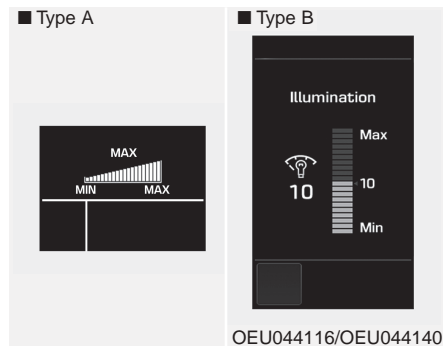 ■ Type A
MAX
MIN MAX
■ Type B
Illumination
Max
10
10
Min
OEU044116/OEU044140